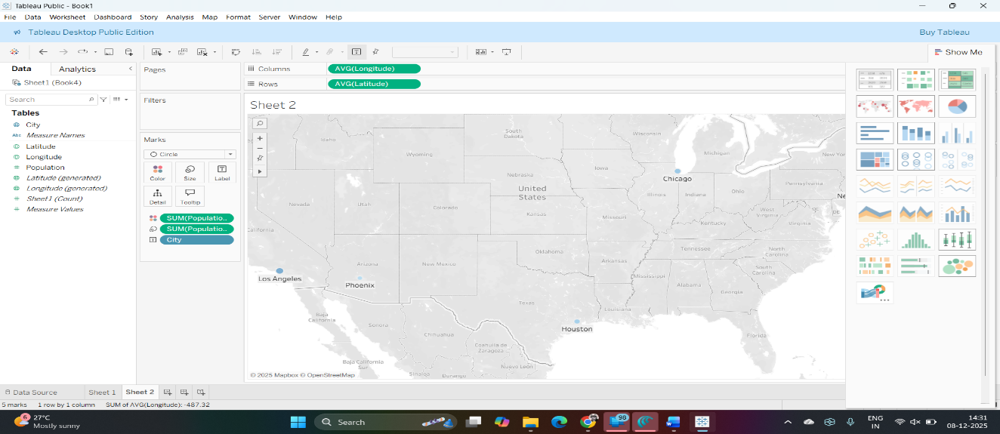 Tableau Public - Book1
File Data Worksheet Dashboard Story Analysis Map Format Server Window Help
Tableau Desktop Public Edition
Buy Tableau
Show Me
Data Analytics
Sheet1 (Book4)
Search
Tables
City
Abc Measure Names
Latitude
Longitude
Population
Latitude (generated)
Longitude (generated)
Sheet1 (Count)
Measure Values
Pages
Filters
Marks
Circle
Color Size Label
Detail Tooltip
SUM(Populatio..
SUM(Populatio..
City
Columns AVG(Longitude)
Rows AVG(Latitude)
Sheet 2
Idaho
Wyoming
South
Dakota
Wisconsin
Michigan
New Yor
Iowa
Nebraska
Chicago
Pennsylvania
Ne
United
States
Illinois
Indiana
Ohio
Nevada
Utah
Colorado
Kansas
Missouri
West
Virginia
DE
Virginia
Kentucky
California
Oklahoma
Tennessee
North
Carolina
Arkansas
Arizona
New Mexico
South
Carolina
Los Angeles
Phoenix
Mississippi
Alabama
Georgia
Texas
Louisiana
Baja
California
Sonora
Houston
Chihuahua
Florida
Coahuila de
Zaragoza
Baja California
Sur
Nuevo León
Sinaloa
Durango
© 2025 Mapbox © OpenStreetMap
Data Source Sheet 1 Sheet 2
5 marks 1 row by 1 column SUM of AVG(Longitude): -487.32
6
27°C
Mostly sunny
Search
98
ENG
IN
14:31
08-12-2025